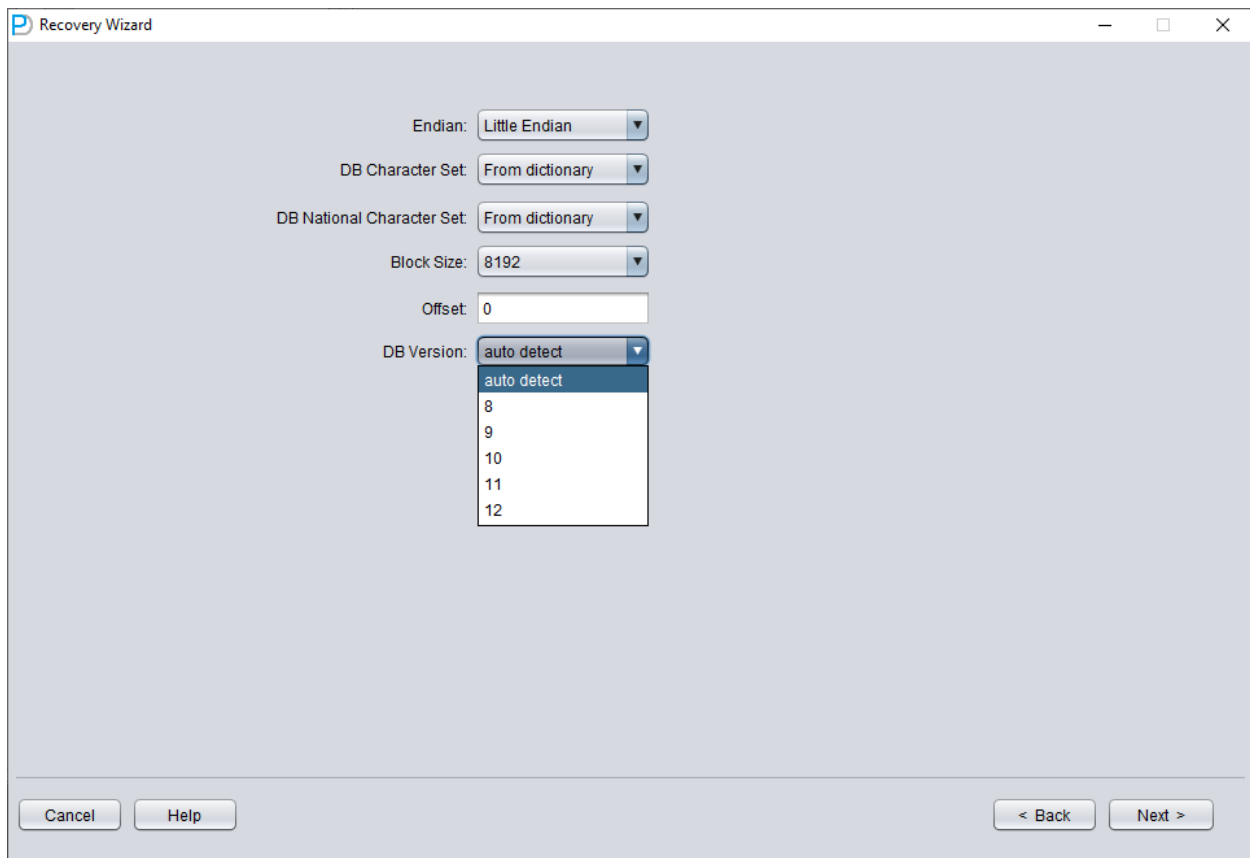 Recovery Wizard
Endian: Little Endian
DB Character Set: From dictionary
DB National Character Set: From dictionary
Block Size: 8192
Offset: 0
DB Version: auto detect
auto detect
8
9
10
11
12
Cancel Help < Back Next >